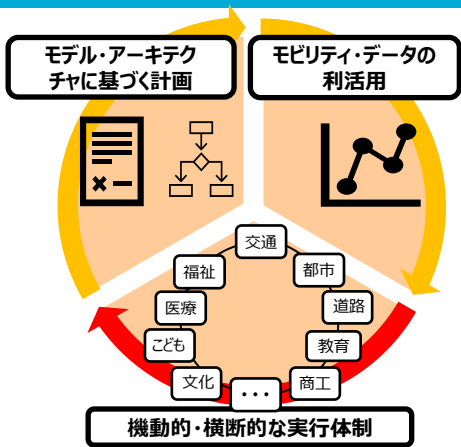 モデル・アーキテク
チャに基づく計画
モビリティ・データの
利活用
交通
福祉
都市
医療
道路
こども
教育
文化
・・・
商工
機動的・横断的な実行体制